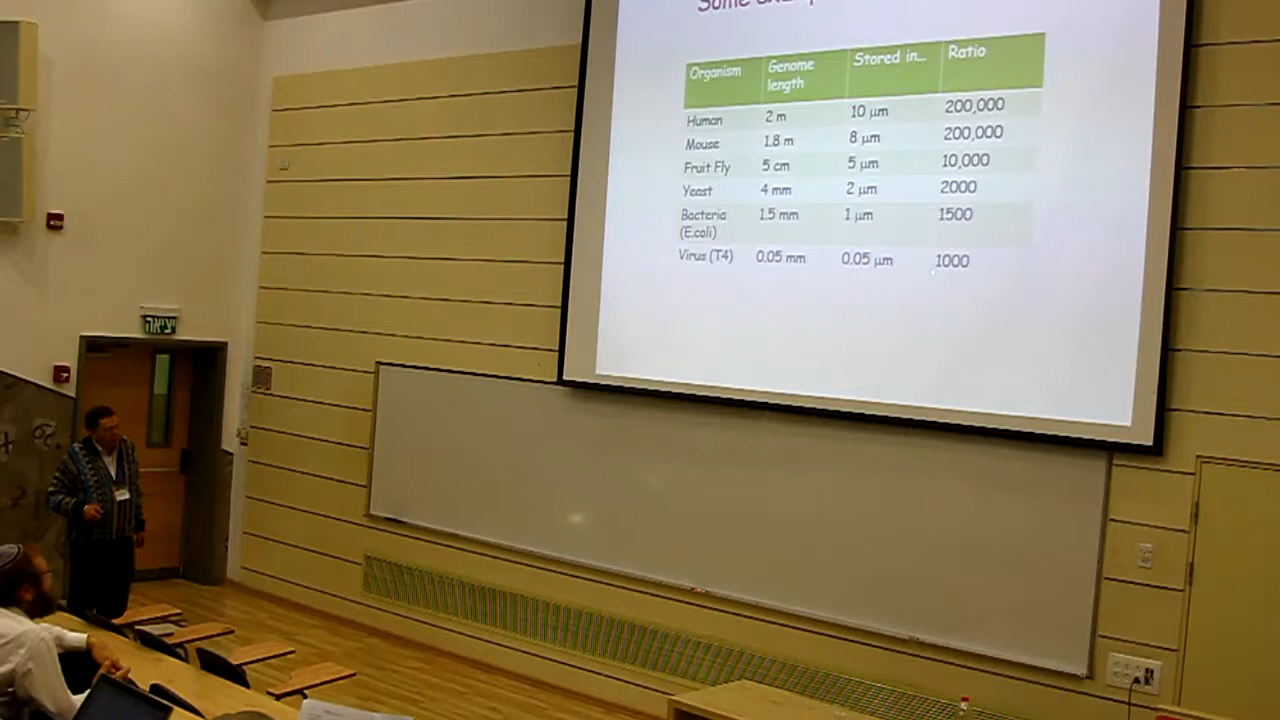 Some
Organism Genome length Stored in... Ratio
Human 2 m 10 μm 200,000
Mouse 1.8 m 8 μm 200,000
Fruit Fly 5 cm 5 μm 10,000
Yeast 4 mm 2 μm 2000
Bacteria (E.coli) 1.5 mm 1 μm 1500
Virus (T4) 0.05 mm 0.05 μm 1000
יציאה